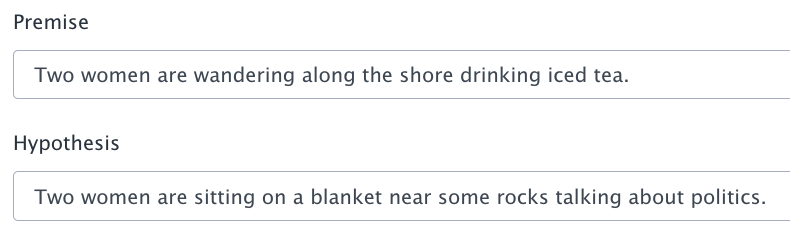 Premise
Two women are wandering along the shore drinking iced tea.
Hypothesis
Two women are sitting on a blanket near some rocks talking about politics.